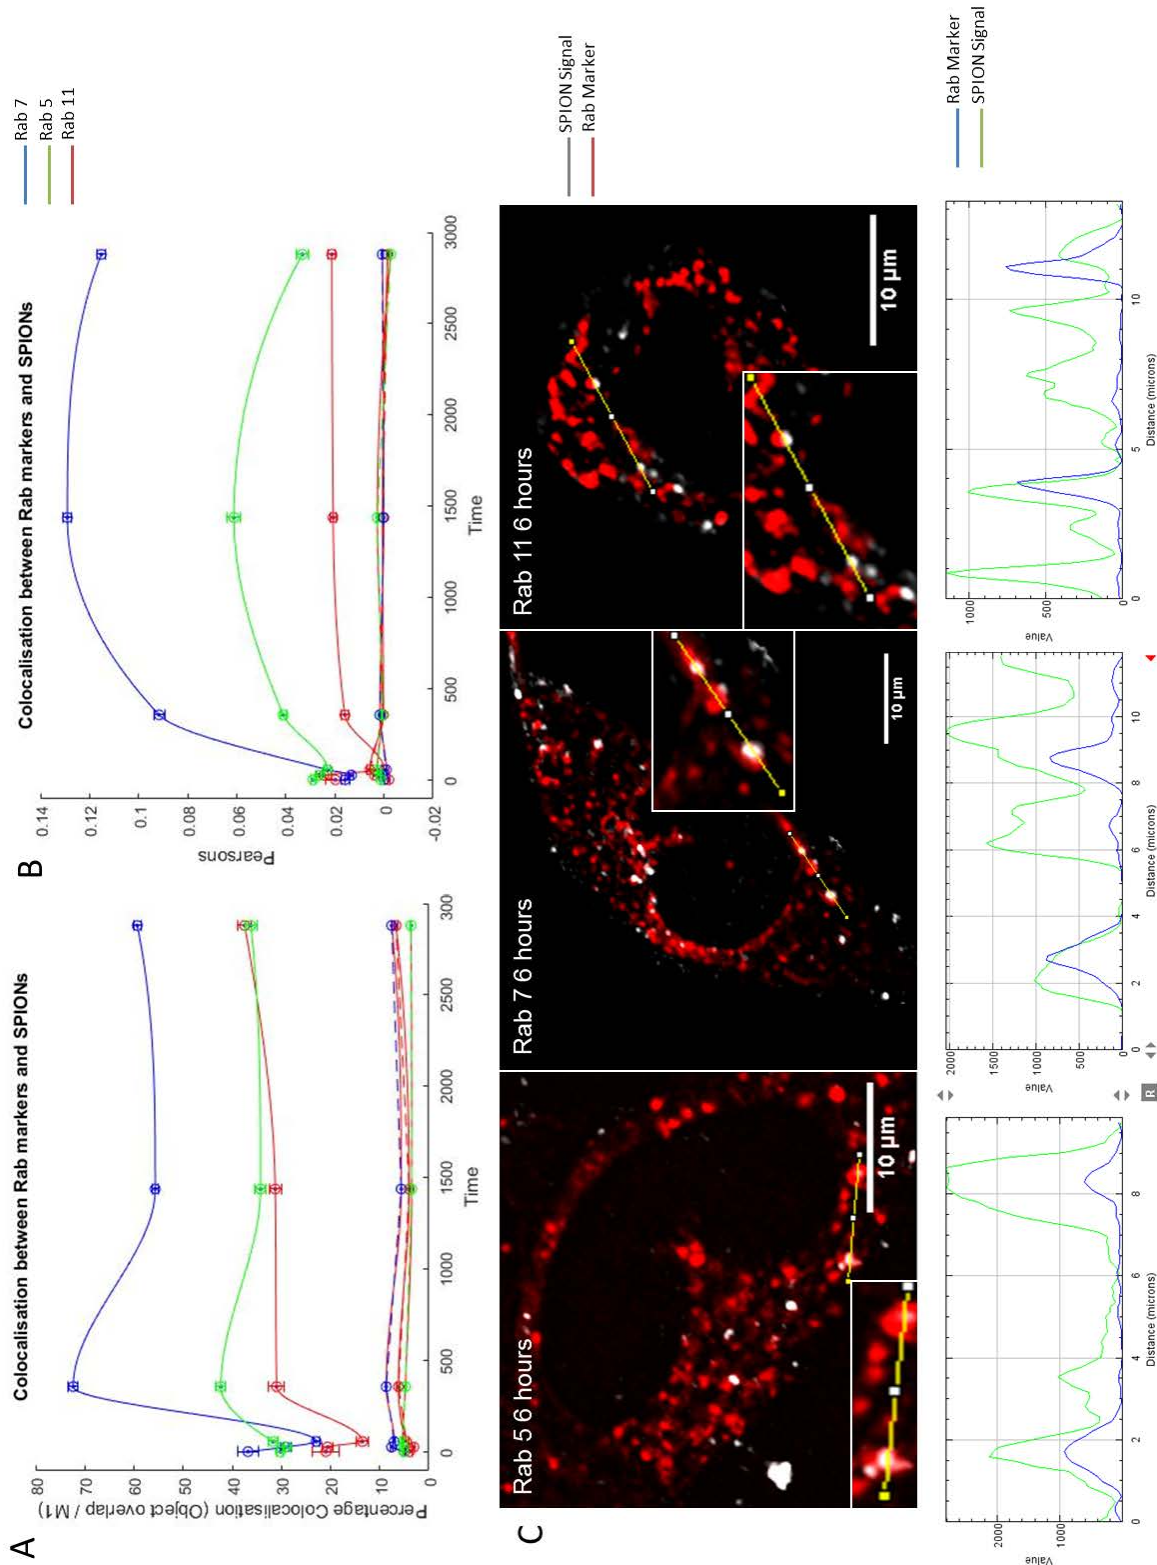 A
Colocalisation between Rab markers and SPIONs
Percentage Colocalisation (Object overlap / M1)
80
70
60
50
40
30
20
10
0
0
500
1000
1500
2000
2500
300
Time
B
Colocalisation between Rab markers and SPIONs
Pearsons
0.14
0.12
0.1
0.08
0.06
0.04
0.02
0
-0.02
0
500
1000
1500
2000
2500
3000
Time
Rab 7
Rab 5
Rab 11
C
Rab 5 6 hours
10 µm
Rab 7 6 hours
10 µm
Rab 11 6 hours
10 µm
SPION Signal
Rab Marker
Value
2000
1000
0
0
2
4
6
8
Distance (microns)
R
Value
2000
1500
1000
500
0
0
2
4
6
8
10
Distance (microns)
Value
1000
500
0
0
5
10
Distance (microns)
Rab Marker
SPION Signal